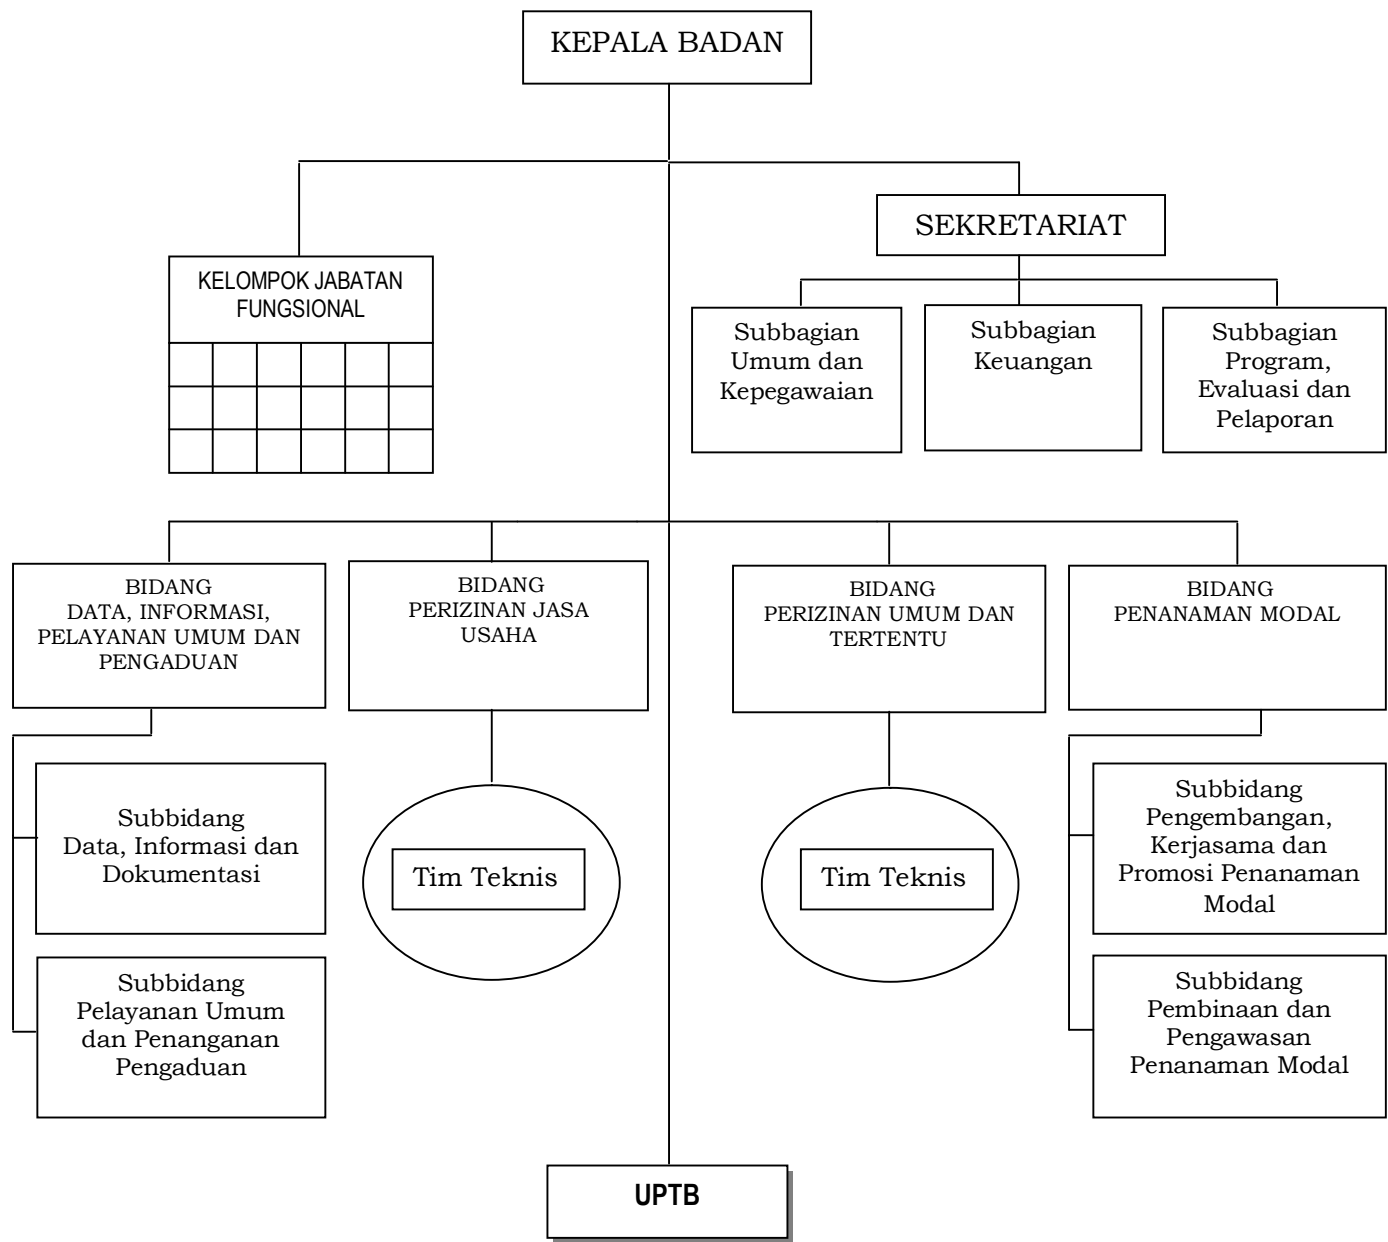 KEPALA BADAN
SEKRETARIAT
KELOMPOK JABATAN
FUNGSIONAL
Subbagian
Umum dan
Kepegawaian
Subbagian
Keuangan
Subbagian
Program,
Evaluasi dan
Pelaporan
BIDANG
DATA, INFORMASI,
PELAYANAN UMUM DAN
PENGADUAN
BIDANG
PERIZINAN JASA
USAHA
BIDANG
PERIZINAN UMUM DAN
TERTENTU
BIDANG
PENANAMAN MODAL
Subbidang
Data, Informasi dan
Dokumentasi
Tim Teknis
Tim Teknis
Subbidang
Pengembangan,
Kerjasama dan
Promosi Penanaman
Modal
Subbidang
Pelayanan Umum
dan Penanganan
Pengaduan
Subbidang
Pembinaan dan
Pengawasan
Penanaman Modal
UPTB